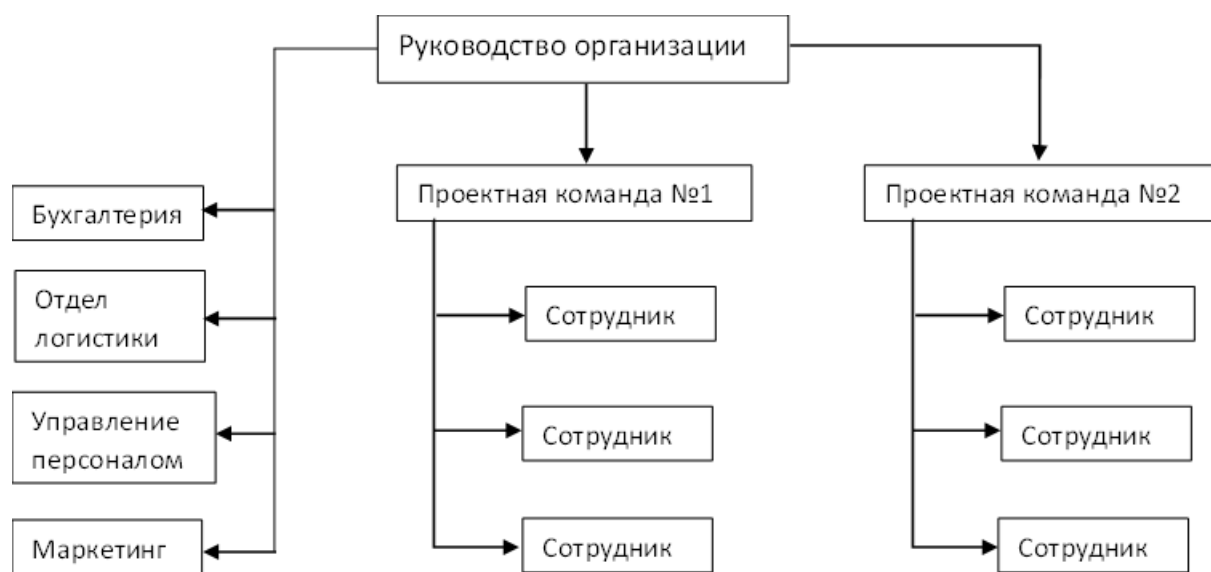 Руководство организации
Проектная команда №1
Проектная команда №2
Бухгалтерия
Отдел
логистики
Управление
персоналом
Маркетинг
Сотрудник
Сотрудник
Сотрудник
Сотрудник
Сотрудник
Сотрудник